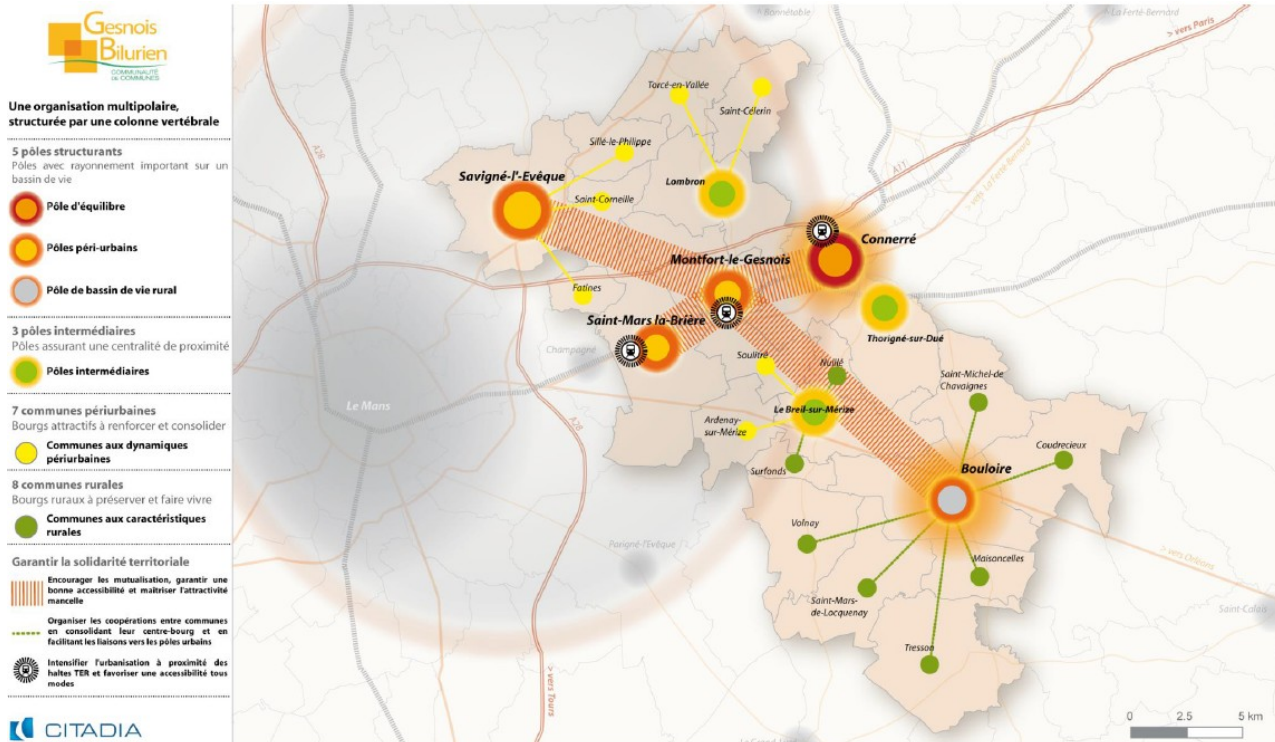 Gesnois
Bilurien
COMMUNAUTÉ
DE COMMUNES
Une organisation multipolaire,
structurée par une colonne vertébrale
5 pôles structurants
Pôles avec rayonnement important sur un
bassin de vie
Pôle d'équilibre
Pôles péri-urbains
Pôle de bassin de vie rural
3 pôles intermédiaires
Pôles assurant une centralité de proximité
Pôles intermédiaires
7 communes périurbaines
Bourgs attractifs à renforcer et consolider
Communes aux dynamiques
périurbaines
8 communes rurales
Bourgs ruraux à préserver et faire vivre
Communes aux caractéristiques
rurales
Garantir la solidarité territoriale
Encourager les mutualisation, garantir une
bonne accessibilité et maîtriser l'attractivité
mancelle
Organiser les coopérations entre communes
en consolidant leur centre-bourg et en
facilitant les liaisons vers les pôles urbains
Intensifier l'urbanisation à proximité des
haltes TER et favoriser une accessibilité tous
modes
CITADIA
Bonnétable
La Ferté-Bernard
> vers Paris
Torcé-en-Vallée
Saint-Célerin
A28
Sillé-le-Philippe
A11
> vers La Ferté-Bernard
Savigné-l'Evêque
Lombron
Saint-Corneille
Connerré
Montfort-le-Gesnois
Fatines
Saint-Mars la-Brière
Thorigné-sur-Dué
Champagné
Soulitré
Nuillé
Saint-Michel-de
Chavaignes
Le Mans
Le Breil-sur-Mérize
Ardenay-
sur-Mérize
A28
Coudrecieux
Surfonds
Bouloire
Volnay
Parigné-l'Evêque
Maisoncelles
> vers Orléans
Saint-Mars-
de-Locquenay
Saint-Calais
Tresson
> vers Tours
0 2.5 5 km